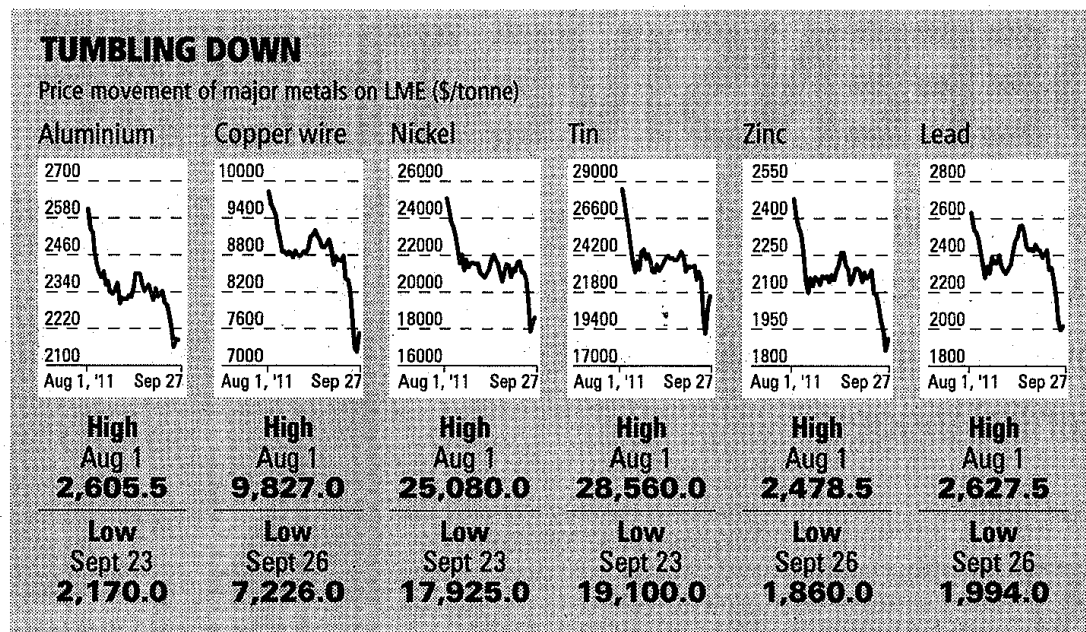 TUMBLING DOWN
Price movement of major metals on LME ($/tonne)
Aluminium
2700
2580
2460
2340
2220
2100
Aug 1, '11 Sep 27
High
Aug 1
2,605.5
Low
Sept 23
2,170.0
Copper wire
10000
9400
8800
8200
7600
7000
Aug 1, '11 Sep 27
High
Aug 1
9,827.0
Low
Sept 26
7,226.0
Nickel
26000
24000
22000
20000
18000
16000
Aug 1, '11 Sep 27
High
Aug 1
25,080.0
Low
Sept 23
17,925.0
Tin
29000
26600
24200
21800
19400
17000
Aug 1, '11 Sep 27
High
Aug 1
28,560.0
Low
Sept 23
19,100.0
Zinc
2550
2400
2250
2100
1950
1800
Aug 1, '11 Sep 27
High
Aug 1
2,478.5
Low
Sept 26
1,860.0
Lead
2800
2600
2400
2200
2000
1800
Aug 1, '11 Sep 27
High
Aug 1
2,627.5
Low
Sept 26
1,994.0